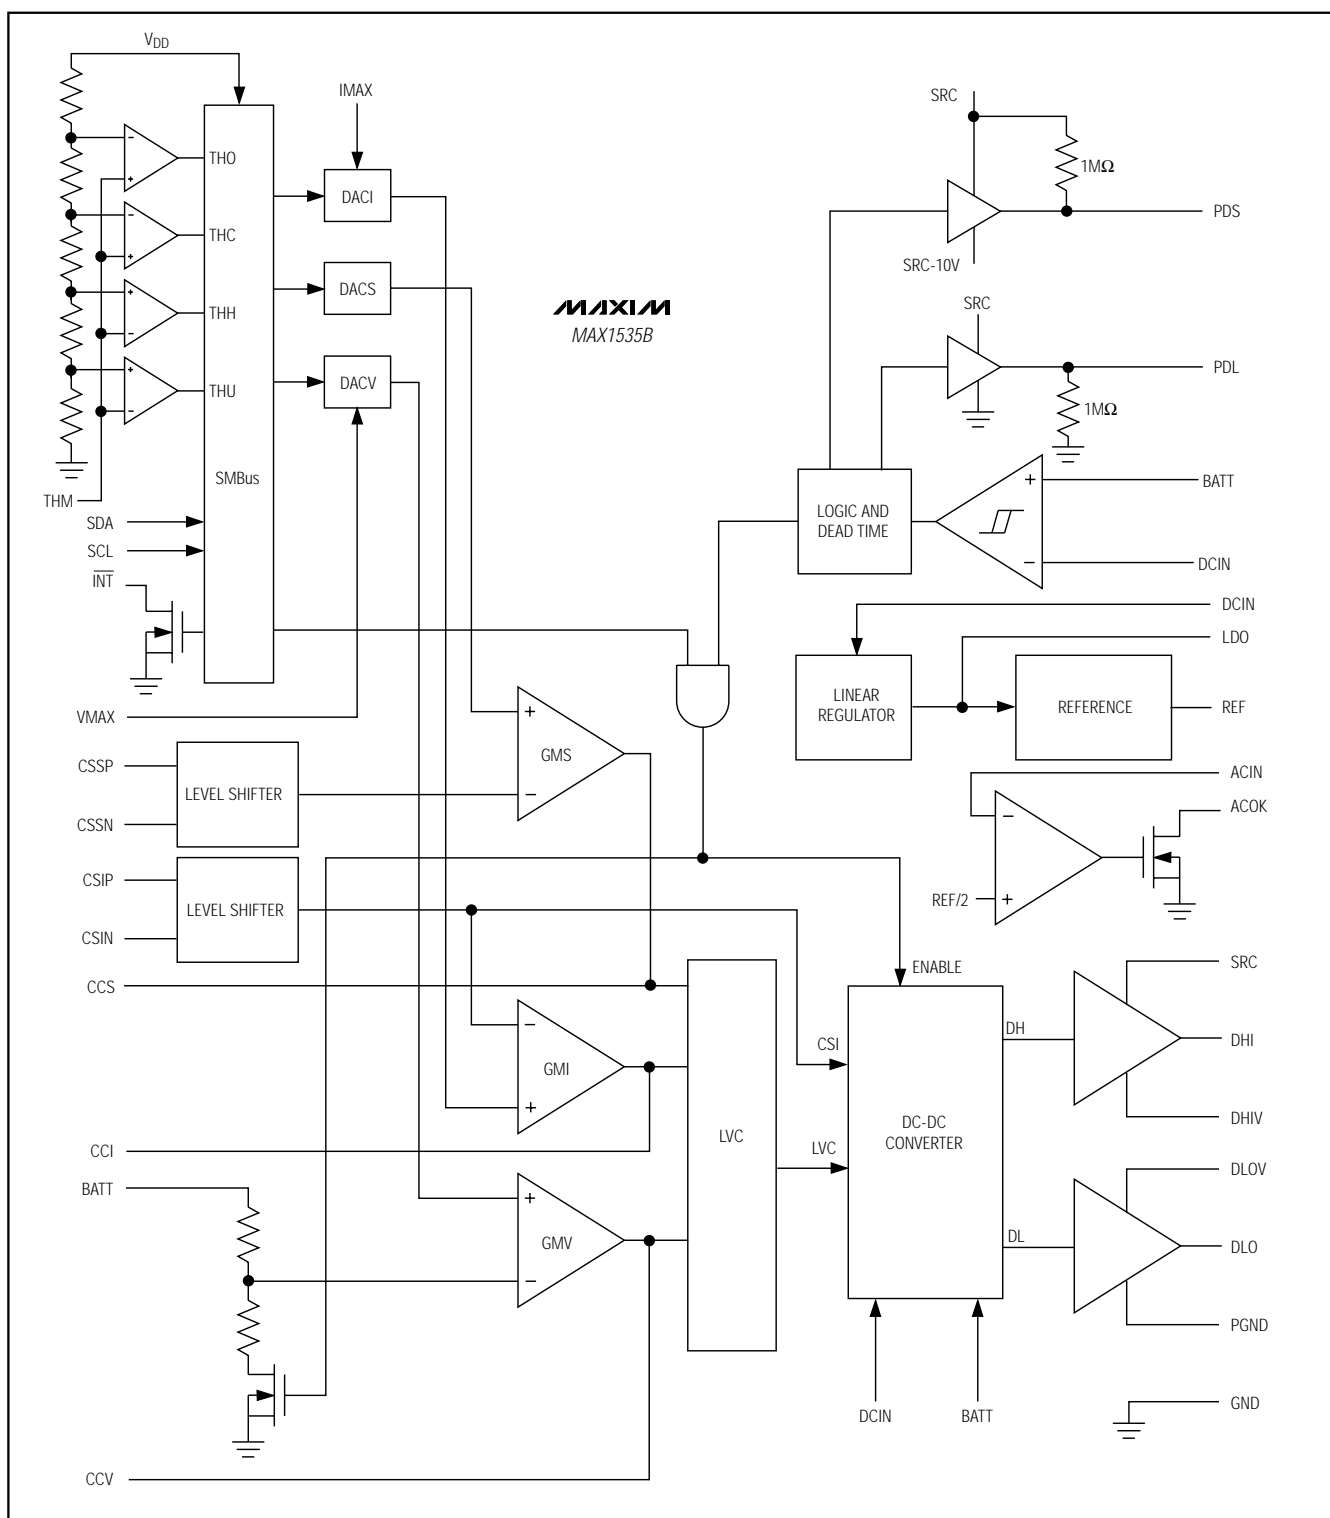 VDD
IMAX
SRC
THO
DACI
1MΩ
PDS
THC
SRC-10V
DACS
THH
MAXIM
MAX1535B
SRC
PDL
THU
DACV
1MΩ
SMBus
BATT
THM
LOGIC AND
DEAD TIME
SDA
SCL
DCIN
INT
DCIN
LDO
VMAX
LINEAR
REGULATOR
REFERENCE
REF
CSSP
GMS
ACIN
LEVEL SHIFTER
ACOK
CSSN
CSIP
REF/2
LEVEL SHIFTER
CSIN
SRC
ENABLE
CCS
DH
CSI
DHI
GMI
DHIV
LVC
DC-DC
CONVERTER
CCI
LVC
DLOV
BATT
GMV
DL
DLO
PGND
DCIN
BATT
GND
CCV